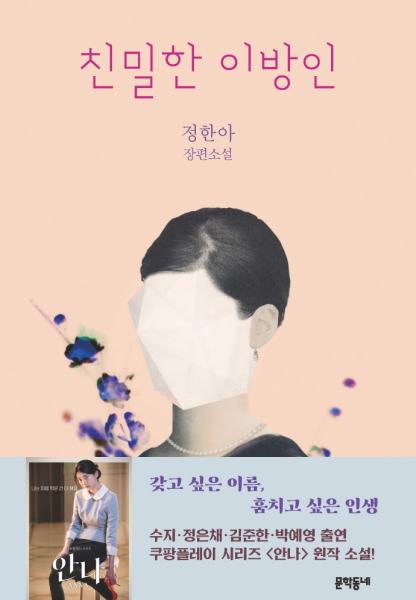 친밀한 이방인
정한아
장편소설
갖고 싶은 이름,
훔치고 싶은 인생
수지·정은채·김준한·박예영 출연
쿠팡플레이 시리즈 〈안나〉 원작 소설!
안나
문학동네